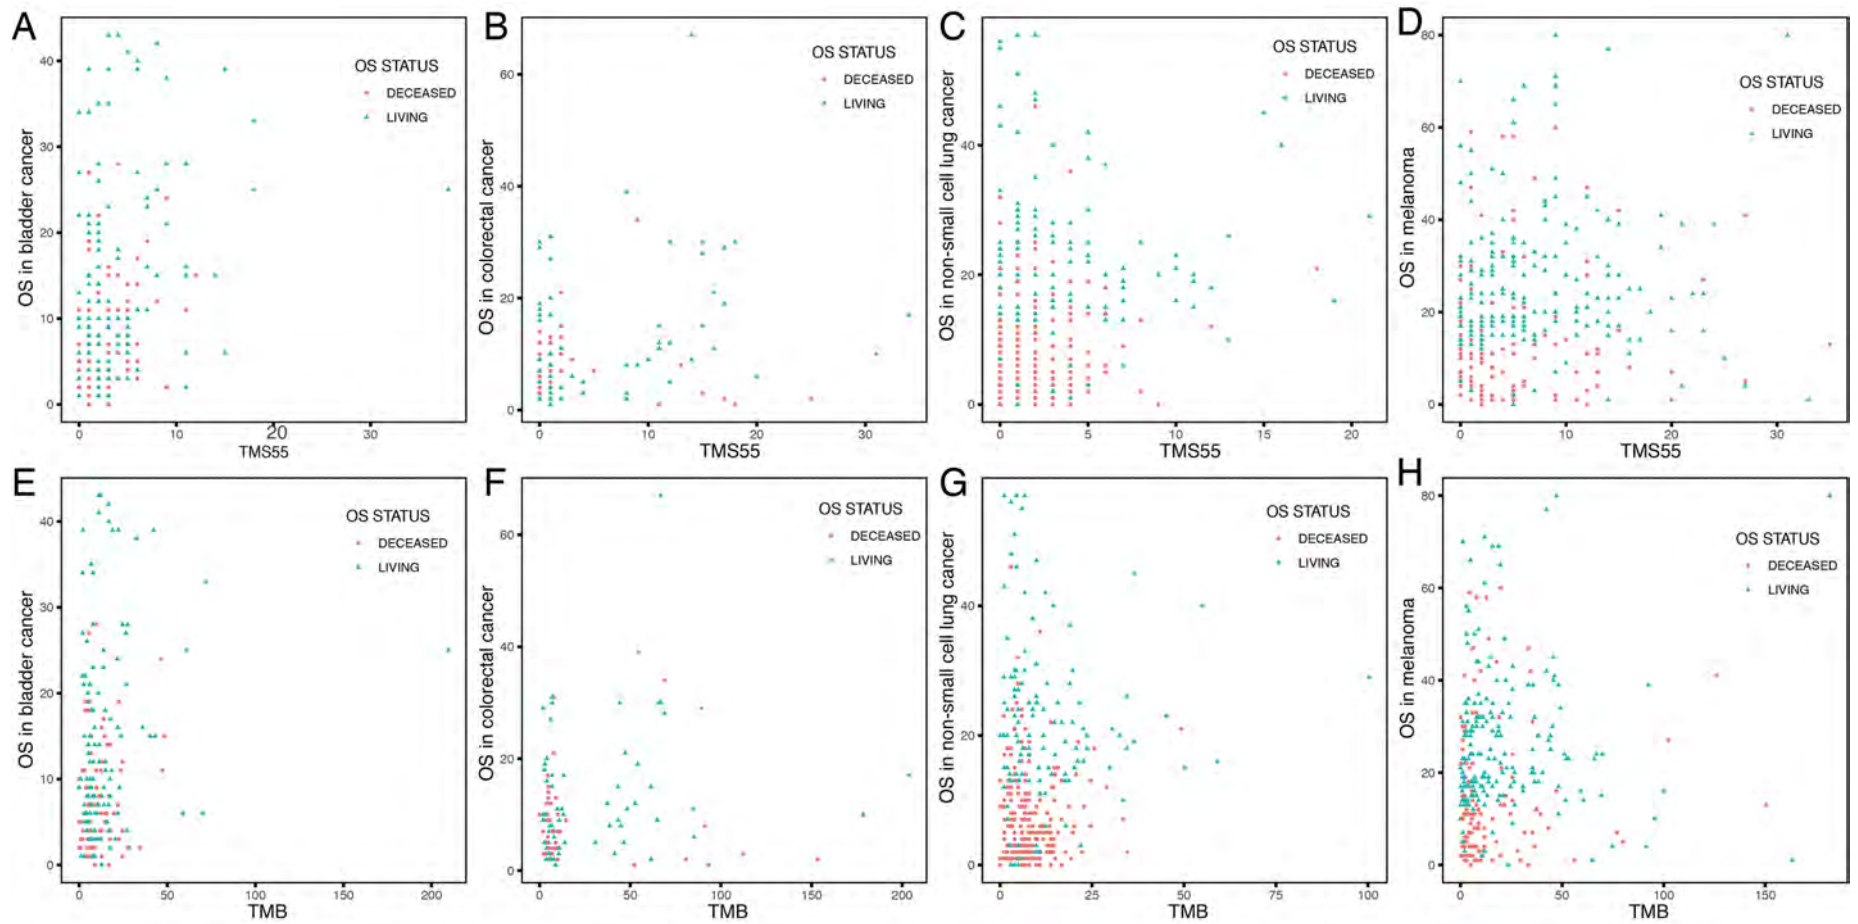 A
OS in bladder cancer
40
30
20
10
0
0
10
20
30
TMS55
OS STATUS
DECEASED
LIVING
B
OS in colorectal cancer
60
40
20
0
0
10
20
30
TMS55
OS STATUS
DECEASED
LIVING
C
OS in non-small cell lung cancer
40
20
0
0
5
10
15
20
TMS55
OS STATUS
DECEASED
LIVING
D
OS in melanoma
80
60
40
20
0
0
10
20
30
TMS55
OS STATUS
DECEASED
LIVING
E
OS in bladder cancer
40
30
20
10
0
0
50
100
150
200
TMB
OS STATUS
DECEASED
LIVING
F
OS in colorectal cancer
60
40
20
0
0
50
100
150
200
TMB
OS STATUS
DECEASED
LIVING
G
OS in non-small cell lung cancer
40
20
0
0
25
50
75
100
TMB
OS STATUS
DECEASED
LIVING
H
OS in melanoma
80
60
40
20
0
0
50
100
150
TMB
OS STATUS
DECEASED
LIVING